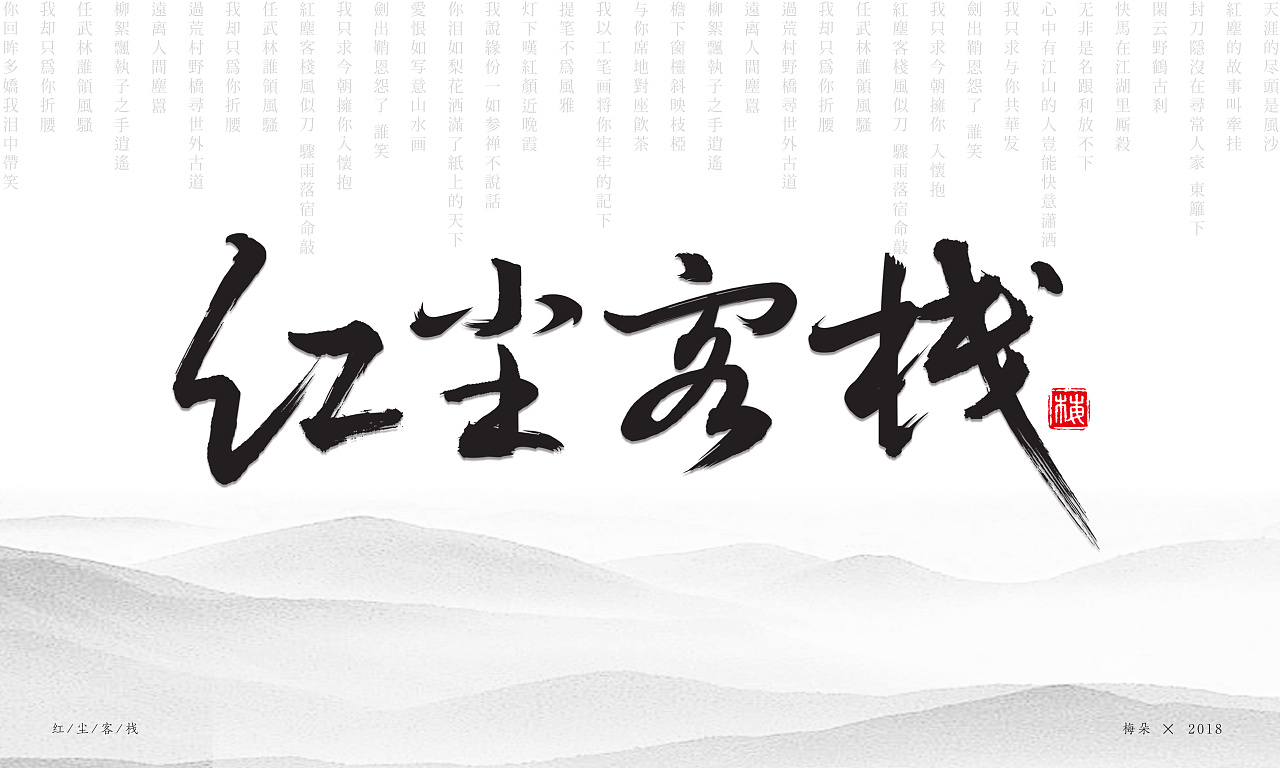 天涯的尽頭是風沙
紅塵的故事叫牽挂
封刀隱沒在尋常人家 東籬下
閑云野鶴古剎
快馬在江湖里厮殺
无非是名跟利放不下
心中有江山的人豈能快意瀟洒
我只求与你共華发
劍出鞘恩怨了 誰笑
我只求今朝擁你 入懷抱
紅塵客棧風似刀 驟雨落宿命敲
任武林誰領風騷
我却只爲你折腰
過荒村野橋尋世外古道
遠离人間塵囂
柳絮飄執子之手逍遙
檐下窗欞斜映枝椏
与你席地對座飲茶
我以工笔画将你牢牢的記下
提笔不爲風雅
灯下嘆紅顏近晚霞
我說緣份一如参禅不說話
你泪如梨花洒滿了紙上的天下
愛恨如写意山水画
劍出鞘恩怨了 誰笑
我只求今朝擁你入懷抱
紅塵客棧風似刀 驟雨落宿命敲
任武林誰領風騷
我却只爲你折腰
過荒村野橋尋世外古道
遠离人間塵囂
柳絮飄執子之手逍遙
任武林誰領風騷
我却只爲你折腰
你回眸多嬌我泪中帶笑
红尘客栈
梅
红/尘/客/栈
梅朵 × 2018